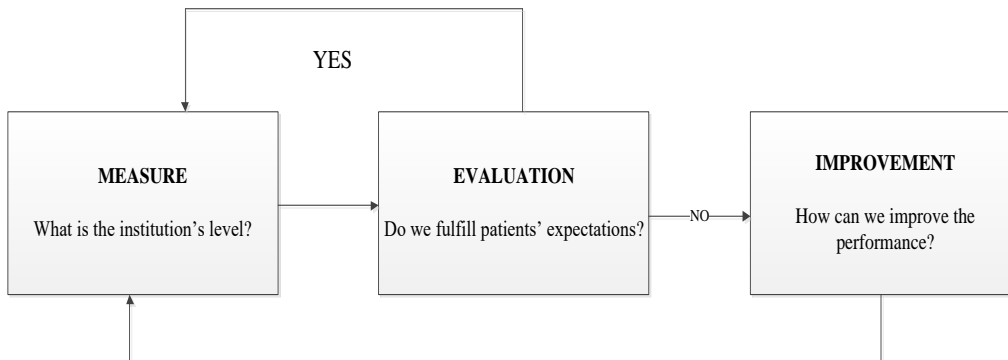 YES
MEASURE
What is the institution’s level?
EVALUATION
Do we fulfill patients’ expectations?
NO
IMPROVEMENT
How can we improve the
performance?